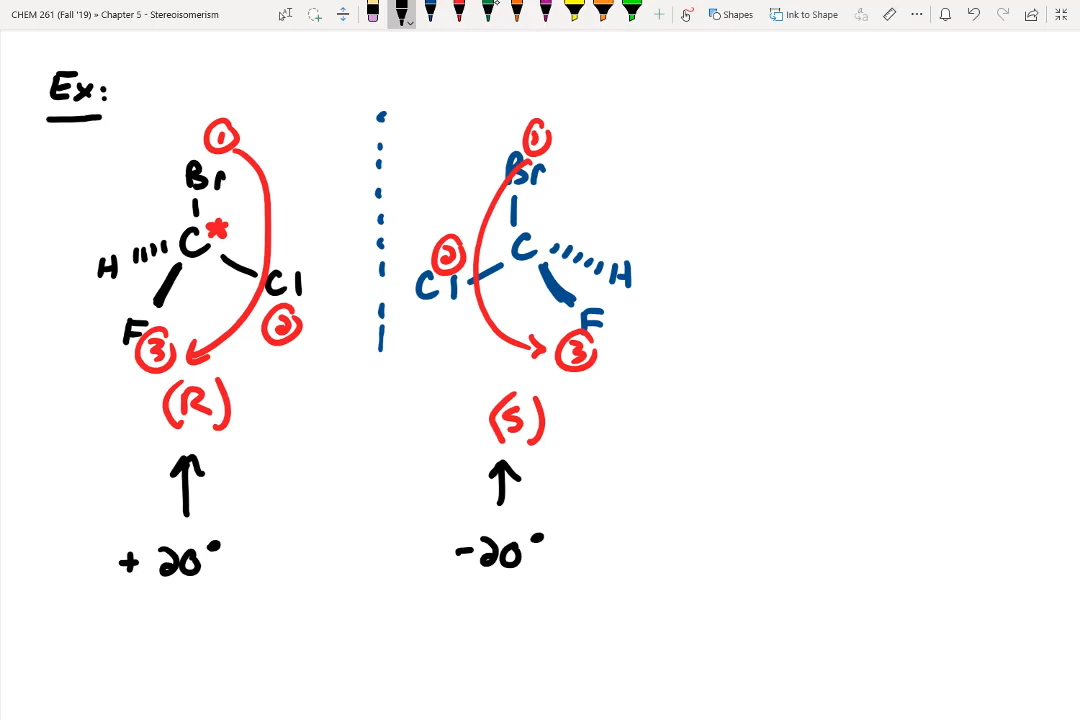 CHEM 261 (Fall '19) » Chapter 5 - Stereoisomerism
Shapes
Ink to Shape
Ex:
① ①
Br Br
C* C
② 
H Cl Cl H
F ② F
③ ③
(R) (S)
+ 20° -20°